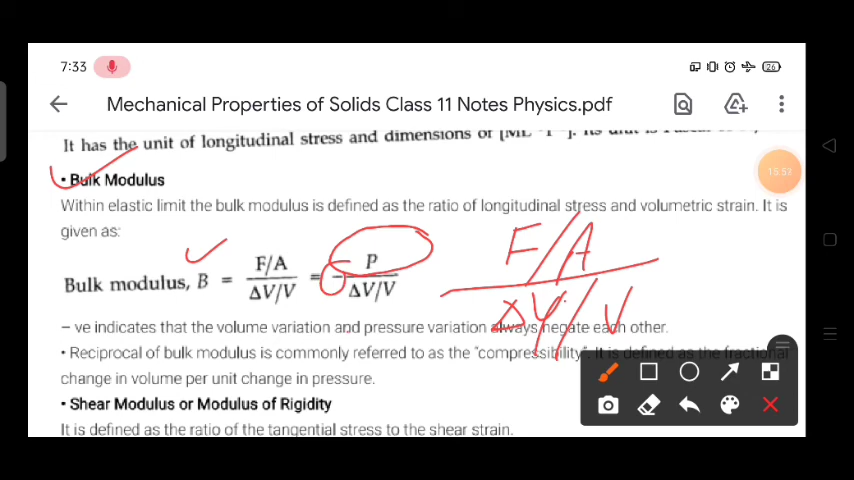 7:33
26
Mechanical Properties of Solids Class 11 Notes Physics.pdf
It has the unit of longitudinal stress and dimensions of
15:53
• Bulk Modulus
Within elastic limit the bulk modulus is defined as the ratio of longitudinal stress and volumetric strain. It is
given as:
Bulk modulus, B = F/A / ΔV/V = - P / ΔV/V
F/A
ΔV/V
– ve indicates that the volume variation and pressure variation always negate each other.
• Reciprocal of bulk modulus is commonly referred to as the "compressibility". It is defined as the fractional
change in volume per unit change in pressure.
• Shear Modulus or Modulus of Rigidity
It is defined as the ratio of the tangential stress to the shear strain.